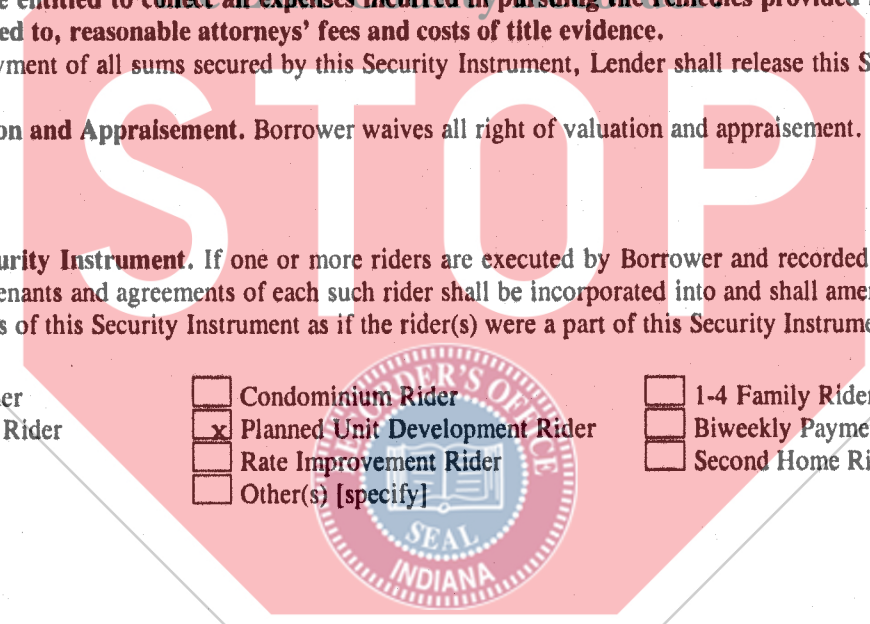 entitled to collect all expenses incurred in pursuing the remedies provided
ed to, reasonable attorneys' fees and costs of title evidence.
yment of all sums secured by this Security Instrument, Lender shall release this S
on and Appraisement. Borrower waives all right of valuation and appraisement.
STOP
urity Instrument. If one or more riders are executed by Borrower and recorded
enants and agreements of each such rider shall be incorporated into and shall ame
s of this Security Instrument as if the rider(s) were a part of this Security Instrume
er Condominium Rider 1-4 Family Rider
Rider x Planned Unit Development Rider Biweekly Payme
Rate Improvement Rider Second Home Ri
Other(s) [specify]
RECORDER'S OFFICE
SEAL
INDIANA